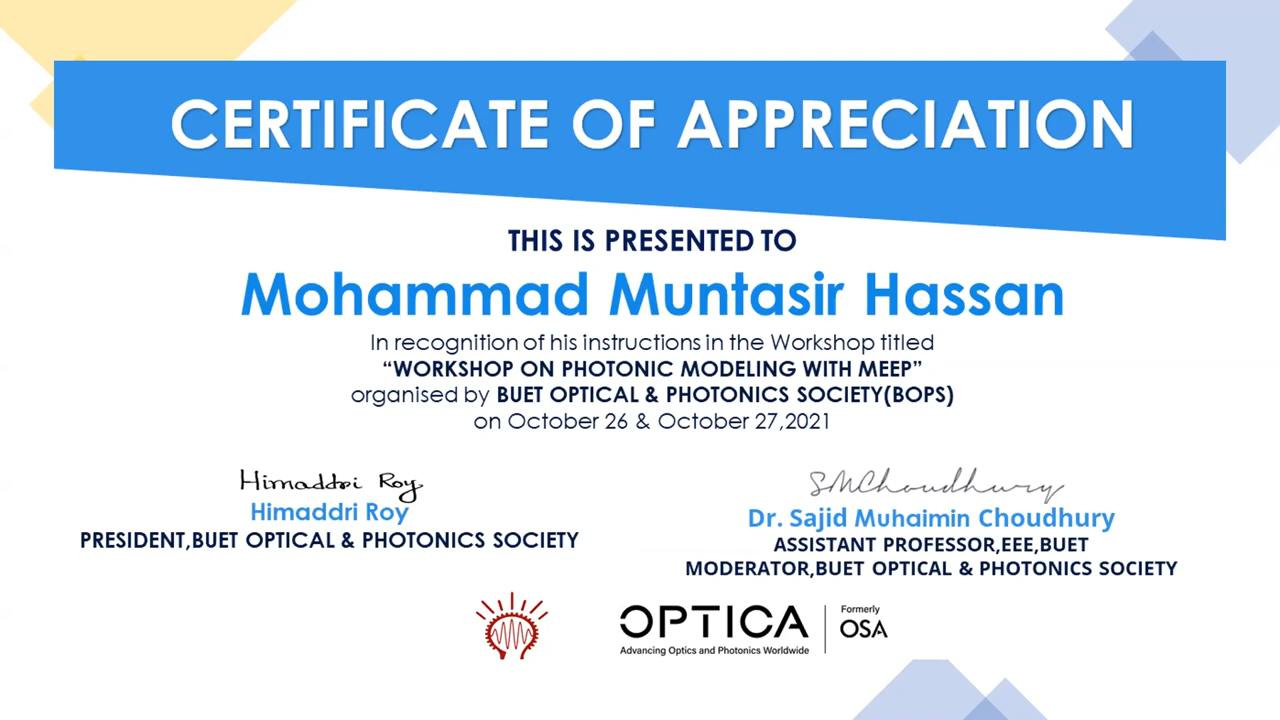 CERTIFICATE OF APPRECIATION
THIS IS PRESENTED TO
Mohammad Muntasir Hassan
In recognition of his instructions in the Workshop titled
“WORKSHOP ON PHOTONIC MODELING WITH MEEP”
organised by BUET OPTICAL & PHOTONICS SOCIETY(BOPS)
on October 26 & October 27,2021
Himaddri Roy
Himaddri Roy
PRESIDENT,BUET OPTICAL & PHOTONICS SOCIETY
SMChoudhury
Dr. Sajid Muhaimin Choudhury
ASSISTANT PROFESSOR,EEE,BUET
MODERATOR,BUET OPTICAL & PHOTONICS SOCIETY
OPTICA
Advancing Optics and Photonics Worldwide
Formerly
OSA